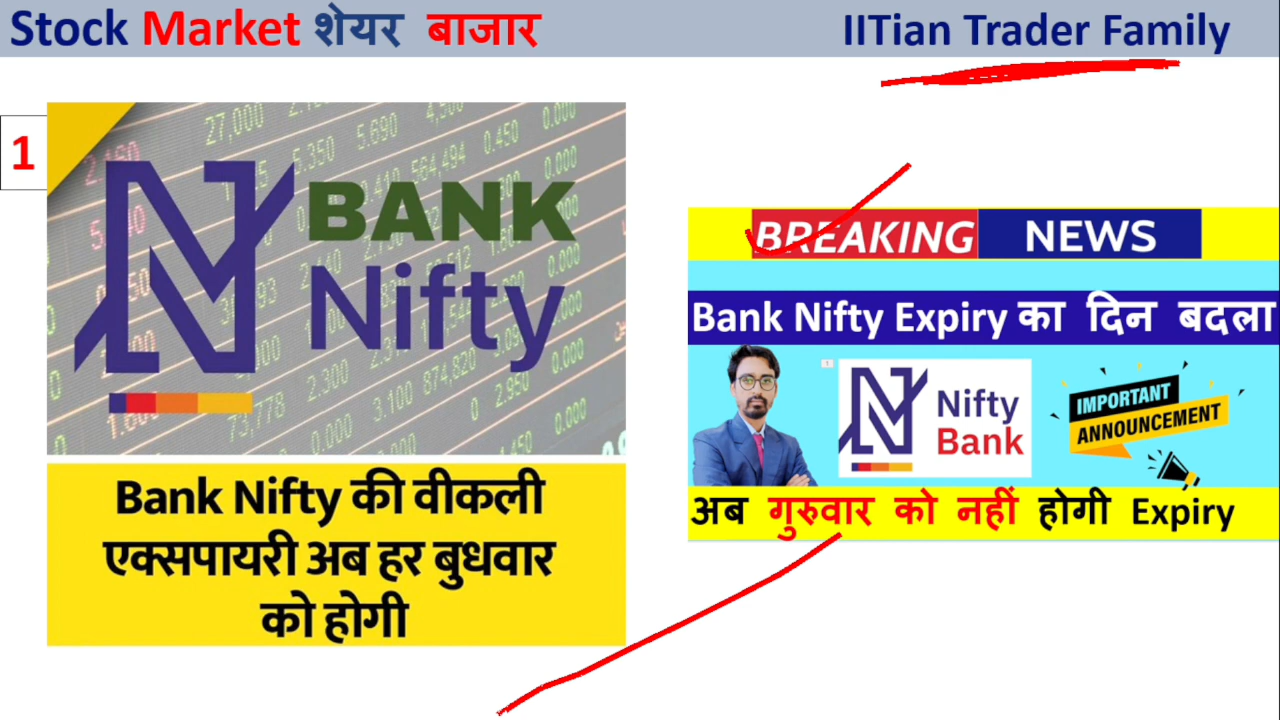 Stock Market शेयर बाजार
IITian Trader Family
1
BANK
Nifty
Bank Nifty की वीकली
एक्सपायरी अब हर बुधवार
को होगी
BREAKING NEWS
Bank Nifty Expiry का दिन बदला
Nifty
Bank
IMPORTANT
ANNOUNCEMENT
अब गुरुवार को नहीं होगी Expiry